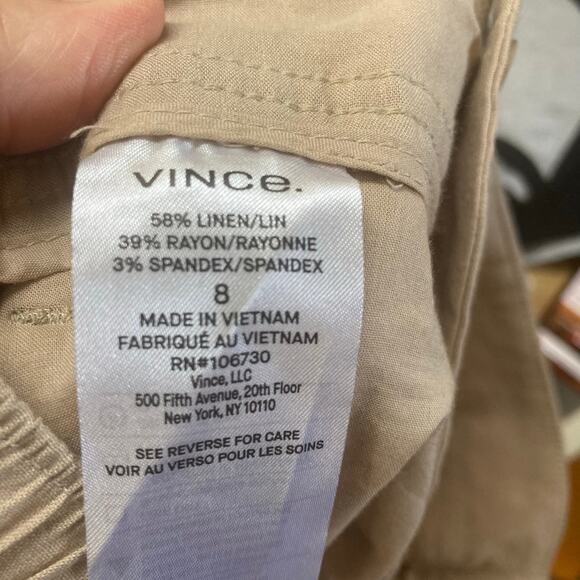 VINCe.
58% LINEN/LIN
39% RAYON/RAYONNE
3% SPANDEX/SPANDEX
8
MADE IN VIETNAM
FABRIQUÉ AU VIETNAM
RN#106730
Vince, LLC
500 Fifth Avenue, 20th Floor
New York, NY 10110
SEE REVERSE FOR CARE
VOIR AU VERSO POUR LES SOINS